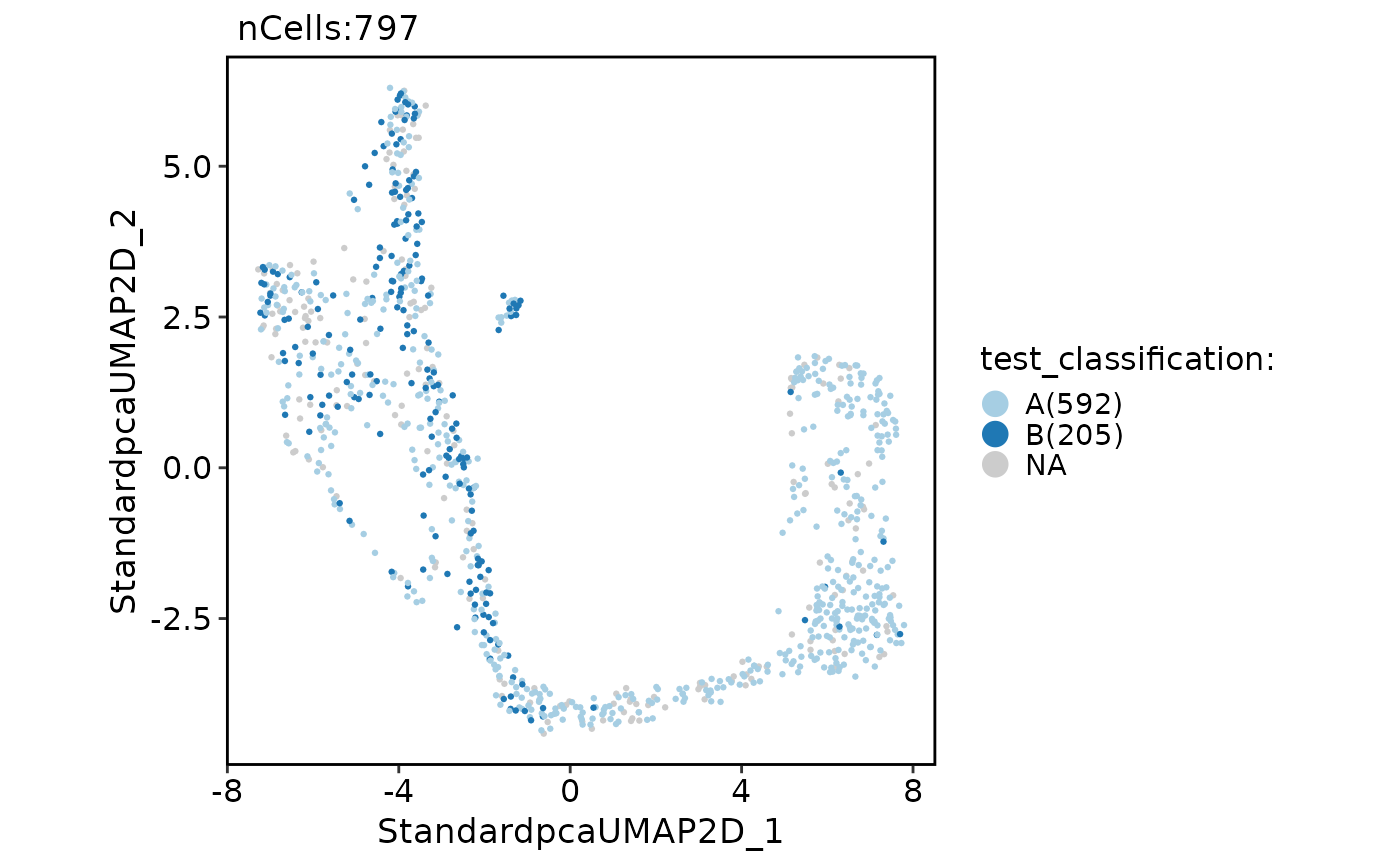 nCells:797
StandardpcaUMAP2D_2
5.0
2.5
0.0
-2.5
-8
-4
0
4
8
StandardpcaUMAP2D_1
test_classification:
A(592)
B(205)
NA